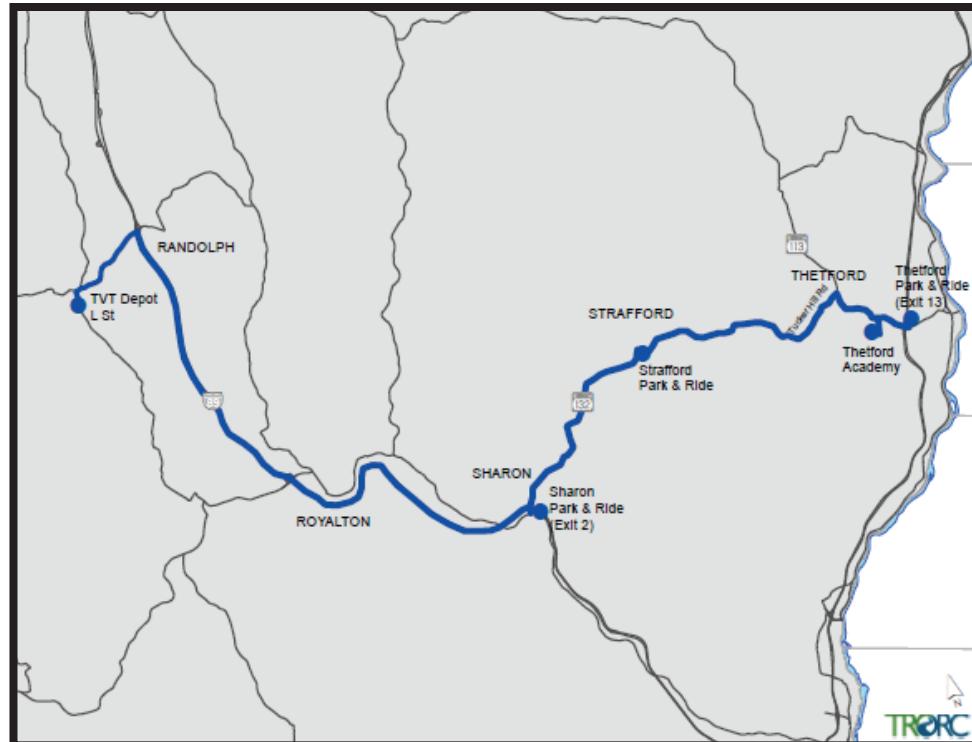 RANDOLPH
TVT Depot
L St
89
ROYALTON
113
THETFORD
Thetford
Park & Ride
(Exit 13)
Tucker Hill Rd
STRAFFORD
Strafford
Park & Ride
Thetford
Academy
132
SHARON
Sharon
Park & Ride
(Exit 2)
N
TRORC